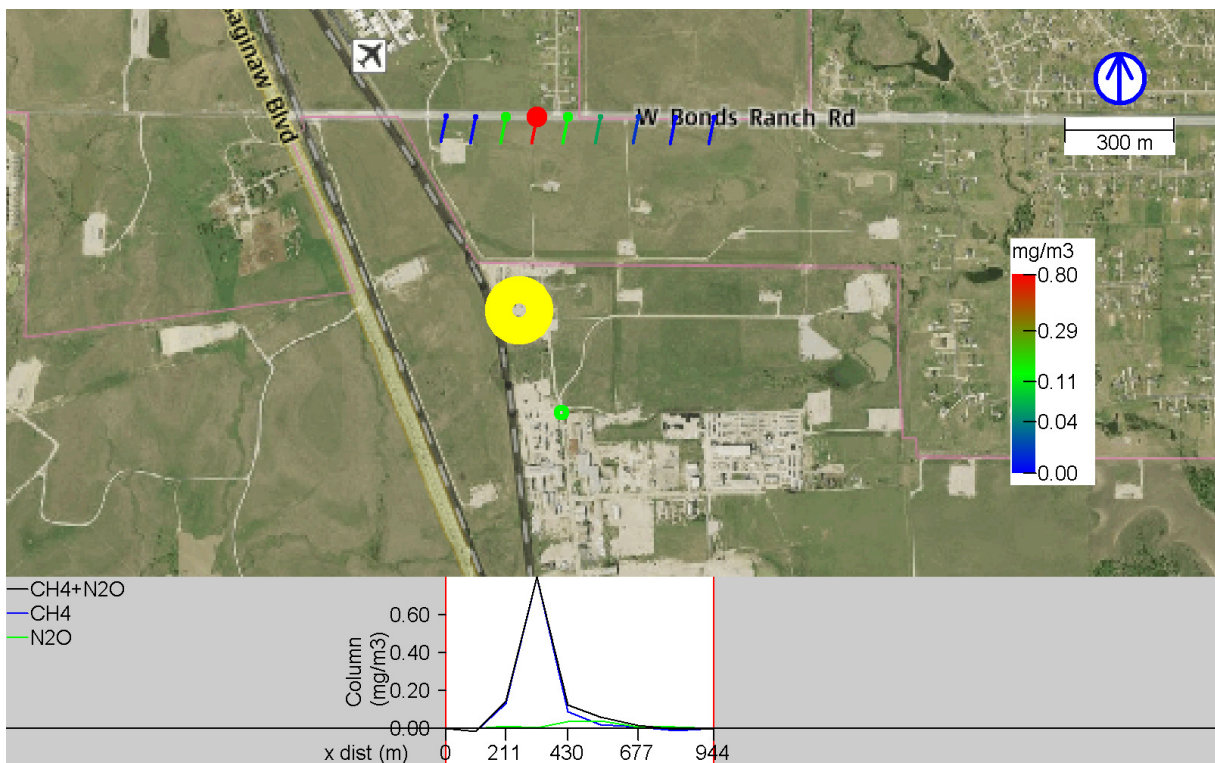 saginaw Blvd
W Bonds Ranch Rd
300 m
mg/m3
0.80
0.29
0.11
0.04
0.00
CH4+N2O
CH4
N2O
Column
(mg/m3)
0.60
0.40
0.20
0.00
x dist (m)
0
211
430
677
944